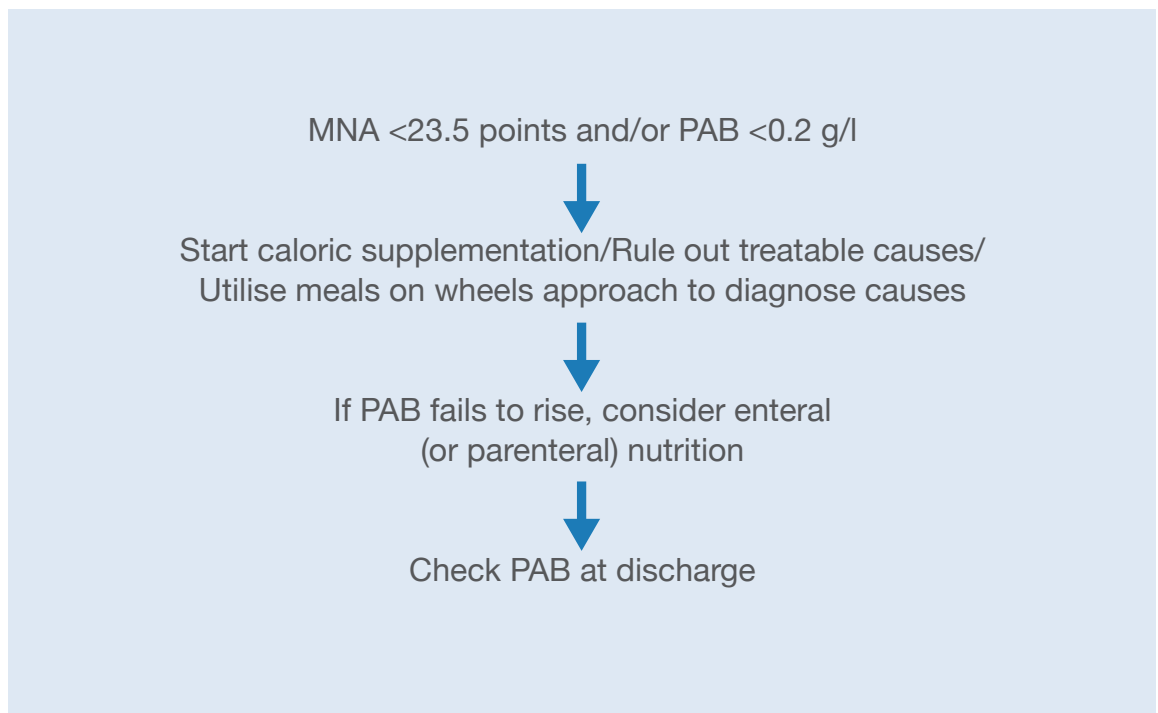 MNA <23.5 points and/or PAB <0.2 g/l
Start caloric supplementation/Rule out treatable causes/
Utilise meals on wheels approach to diagnose causes
If PAB fails to rise, consider enteral
(or parenteral) nutrition
Check PAB at discharge